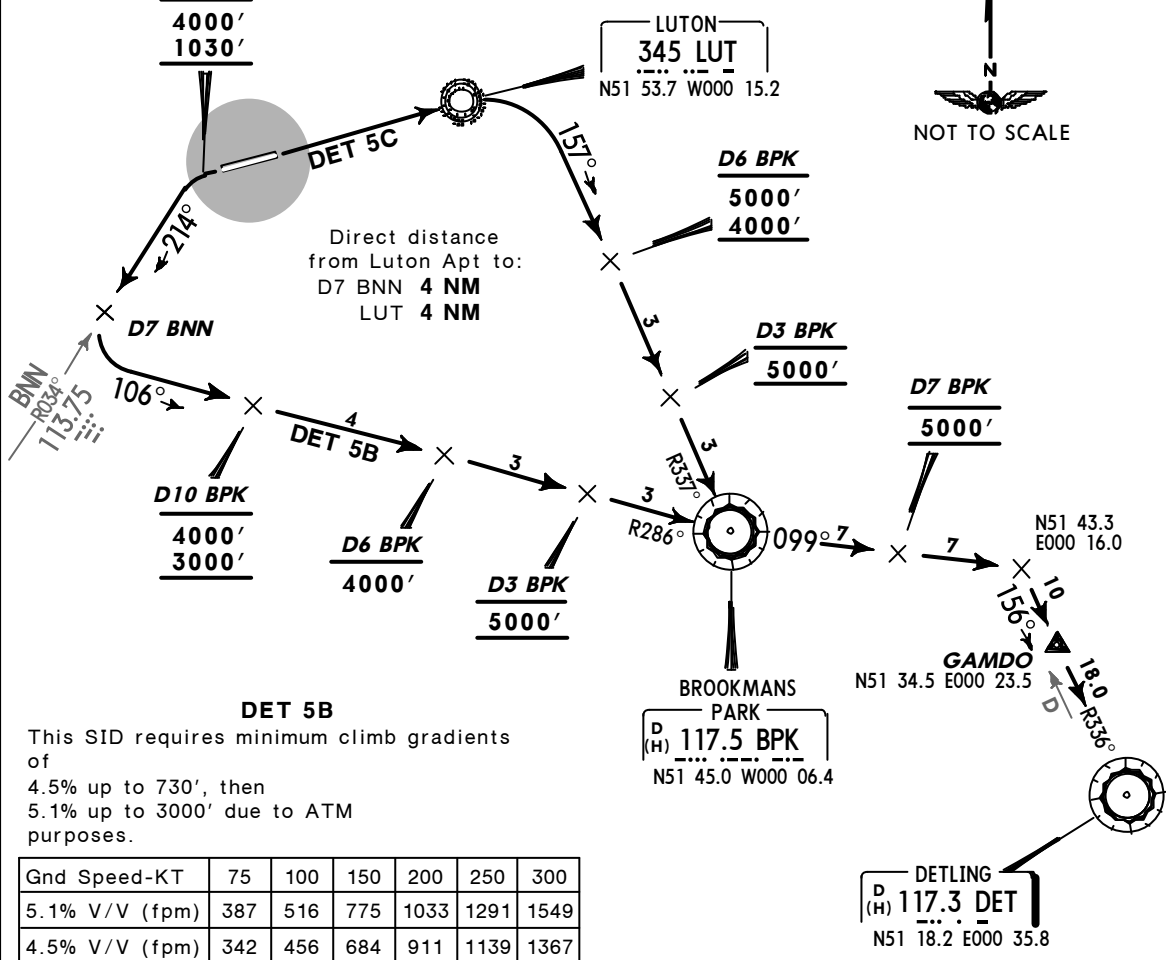 4000'
1030'
LUTON
345 LUT
N51 53.7 W000 15.2
N
NOT TO SCALE
DET 5C
157°
D6 BPK
5000'
4000'
214°
Direct distance
from Luton Apt to:
D7 BNN 4 NM
LUT 4 NM
D7 BNN
3
D3 BPK
5000'
BNN
R034°
113.75
106°
4
DET 5B
3
3
R337°
D7 BPK
5000'
D10 BPK
4000'
3000'
D6 BPK
4000'
D3 BPK
5000'
3
R286°
099°
7
7
N51 43.3
E000 16.0
10
156°
GAMDO
N51 34.5 E000 23.5
18.0
D
R336°
BROOKMANS
PARK
D
(H) 117.5 BPK
N51 45.0 W000 06.4
DET 5B
This SID requires minimum climb gradients
of
4.5% up to 730', then
5.1% up to 3000' due to ATM
purposes.
Gnd Speed-KT 75 100 150 200 250 300
5.1% V/V (fpm) 387 516 775 1033 1291 1549
4.5% V/V (fpm) 342 456 684 911 1139 1367
DETLING
D
(H) 117.3 DET
N51 18.2 E000 35.8